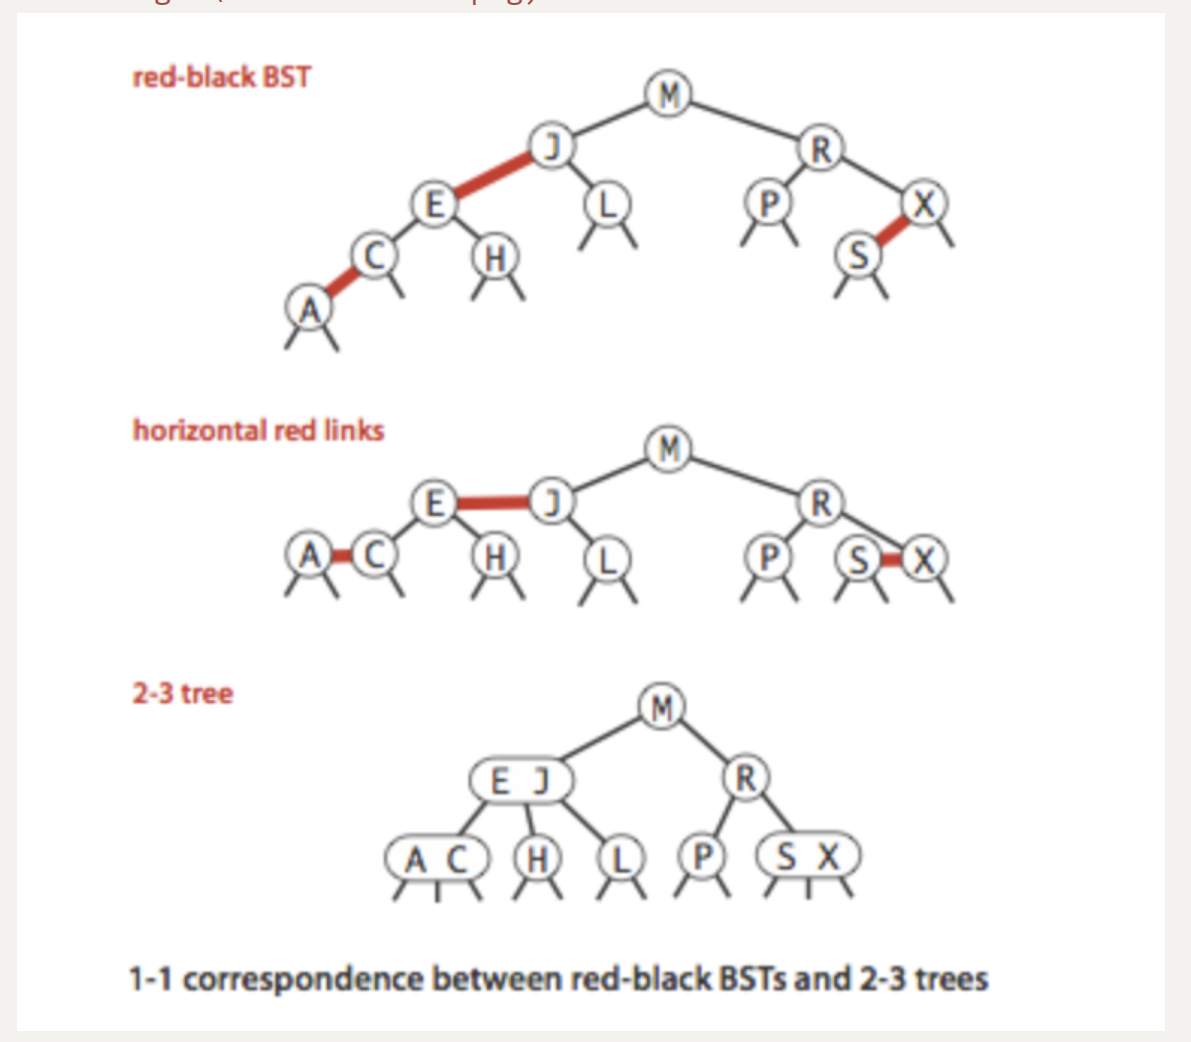 red-black BST
M
J R
E L P X
C H S
A
horizontal red links
M
E J R
A C H L P S X
2-3 tree
M
E J R
A C H L P S X
1-1 correspondence between red-black BSTs and 2-3 trees